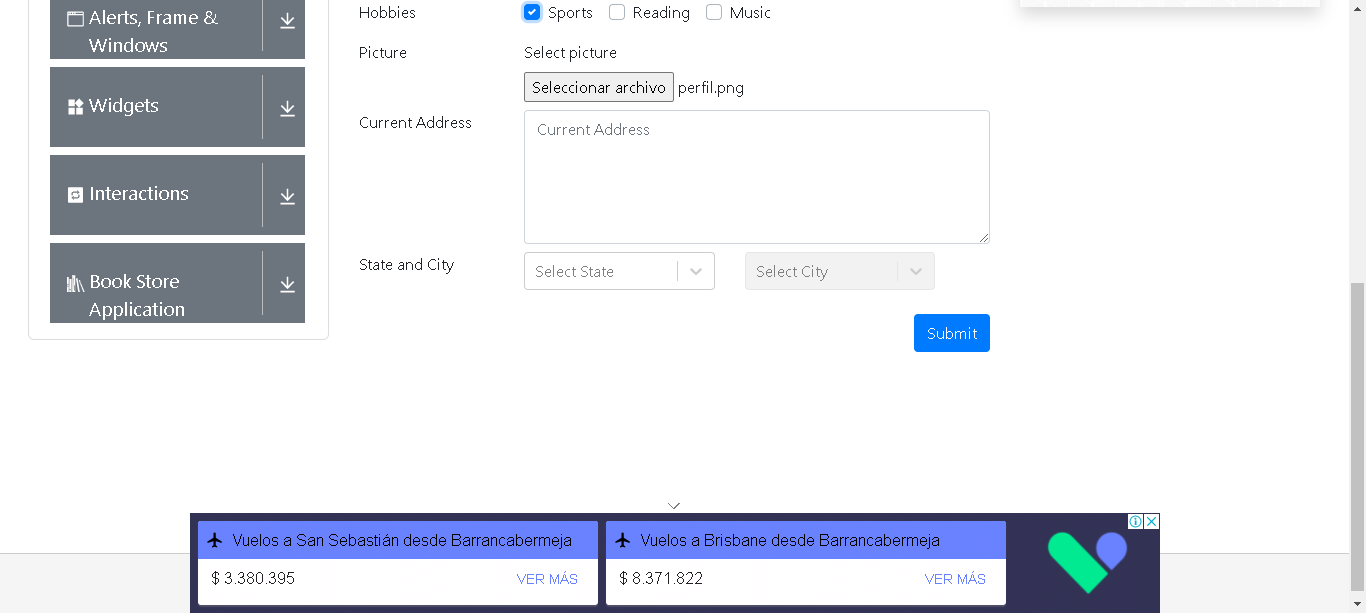 Alerts, Frame &
Windows
Widgets
Interactions
Book Store
Application
Hobbies
Sports Reading Music
Picture
Select picture
Seleccionar archivo perfil.png
Current Address
Current Address
State and City
Select State
Select City
Submit
Vuelos a San Sebastián desde Barrancabermeja
$ 3.380.395 VER MÁS
Vuelos a Brisbane desde Barrancabermeja
$ 8.371.822 VER MÁS